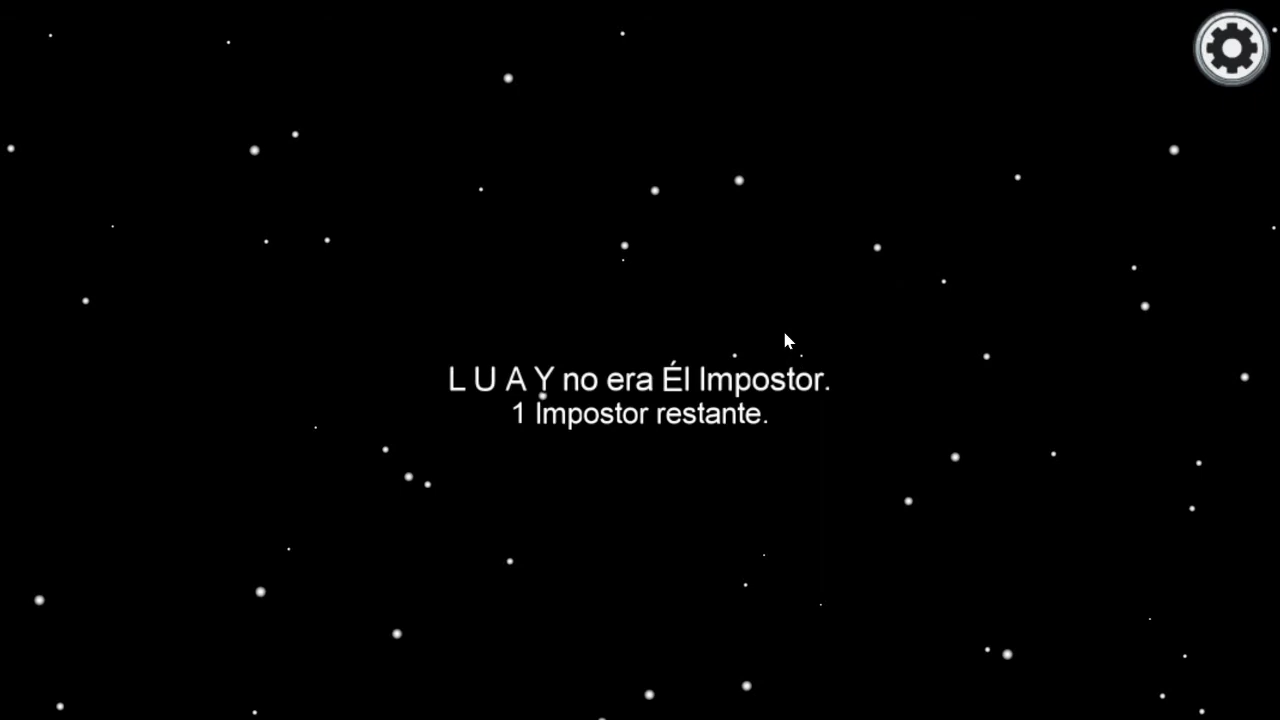 L U A Y no era Él Impostor.
1 Impostor restante.